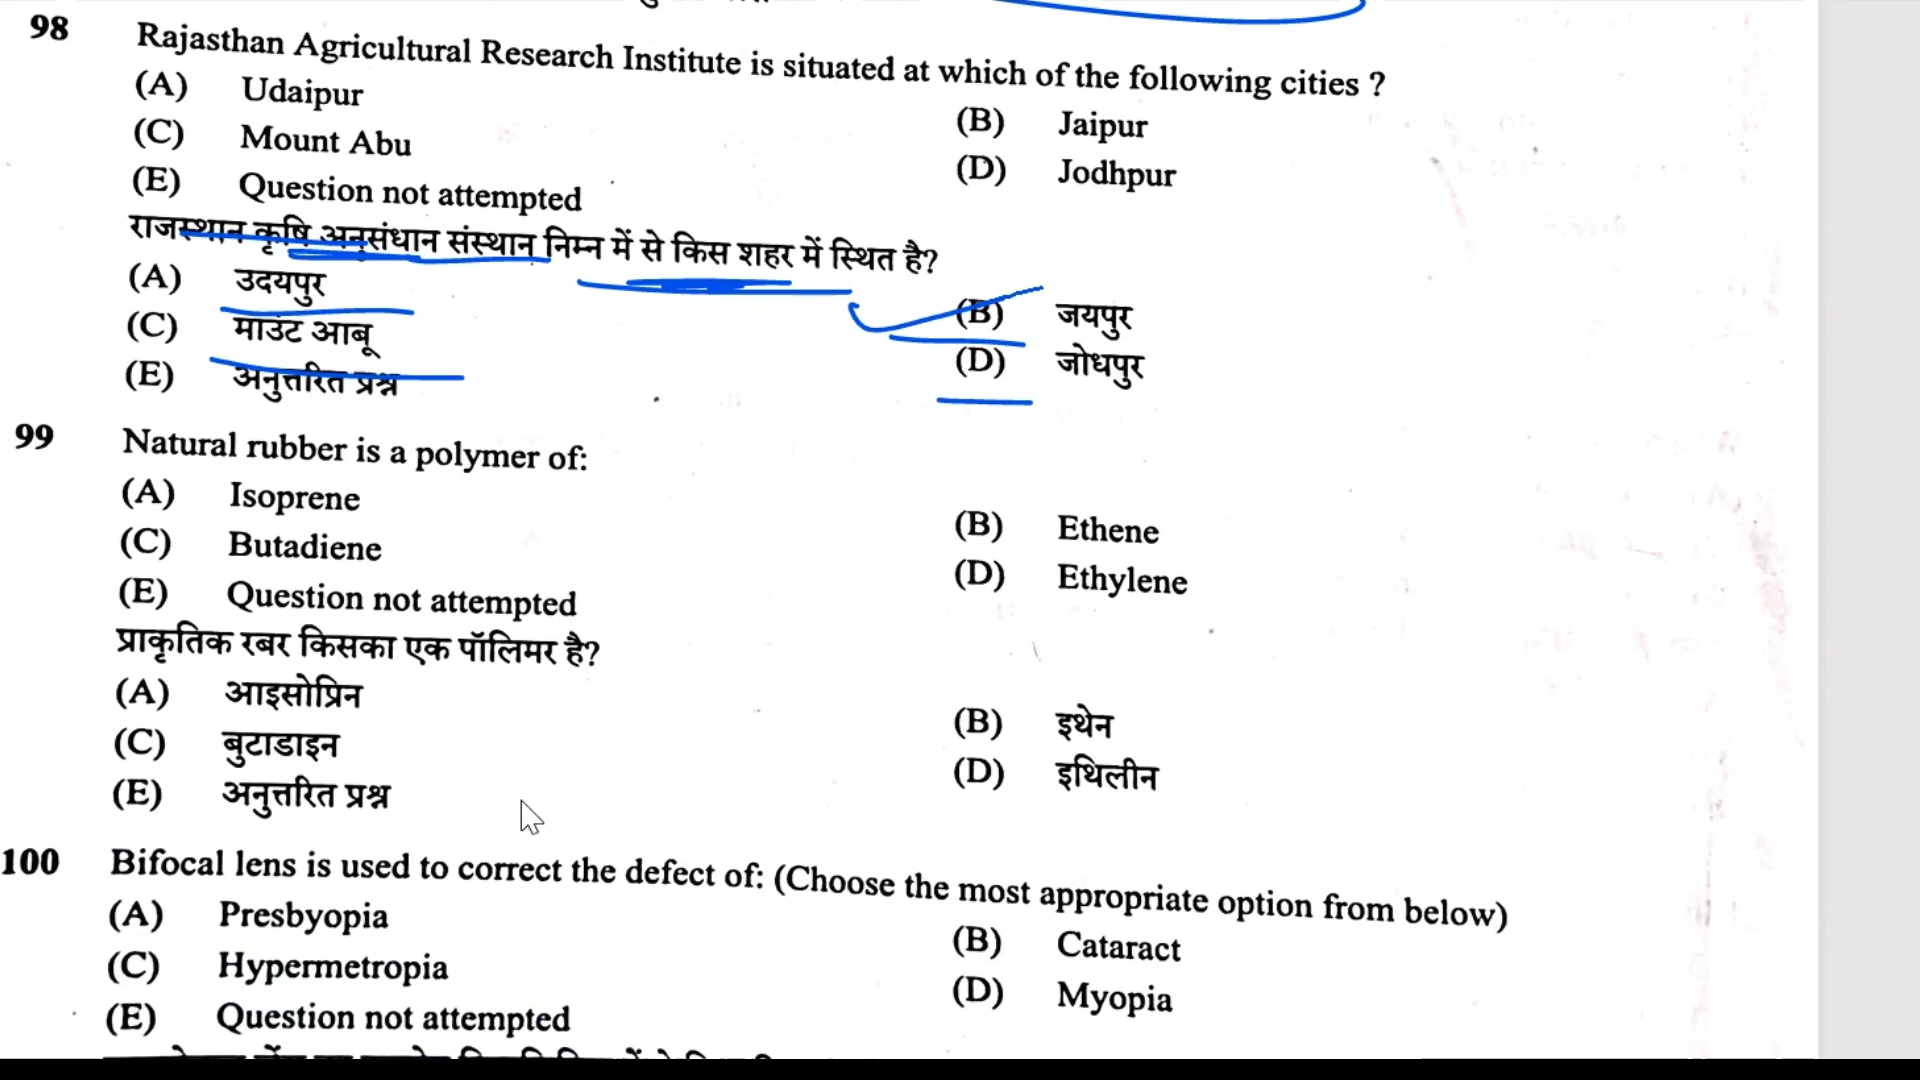 98 Rajasthan Agricultural Research Institute is situated at which of the following cities ?
(A) Udaipur
(B) Jaipur
(C) Mount Abu
(D) Jodhpur
(E) Question not attempted
राजस्थान कृषि अनुसंधान संस्थान निम्न में से किस शहर में स्थित है?
(A) उदयपुर
(B) जयपुर
(C) माउंट आबू
(D) जोधपुर
(E) अनुत्तरित प्रश्न
99 Natural rubber is a polymer of:
(A) Isoprene
(B) Ethene
(C) Butadiene
(D) Ethylene
(E) Question not attempted
प्राकृतिक रबर किसका एक पॉलिमर है?
(A) आइसोप्रिन
(B) इथेन
(C) बुटाडाइन
(D) इथिलीन
(E) अनुत्तरित प्रश्न
100 Bifocal lens is used to correct the defect of: (Choose the most appropriate option from below)
(A) Presbyopia
(B) Cataract
(C) Hypermetropia
(D) Myopia
(E) Question not attempted